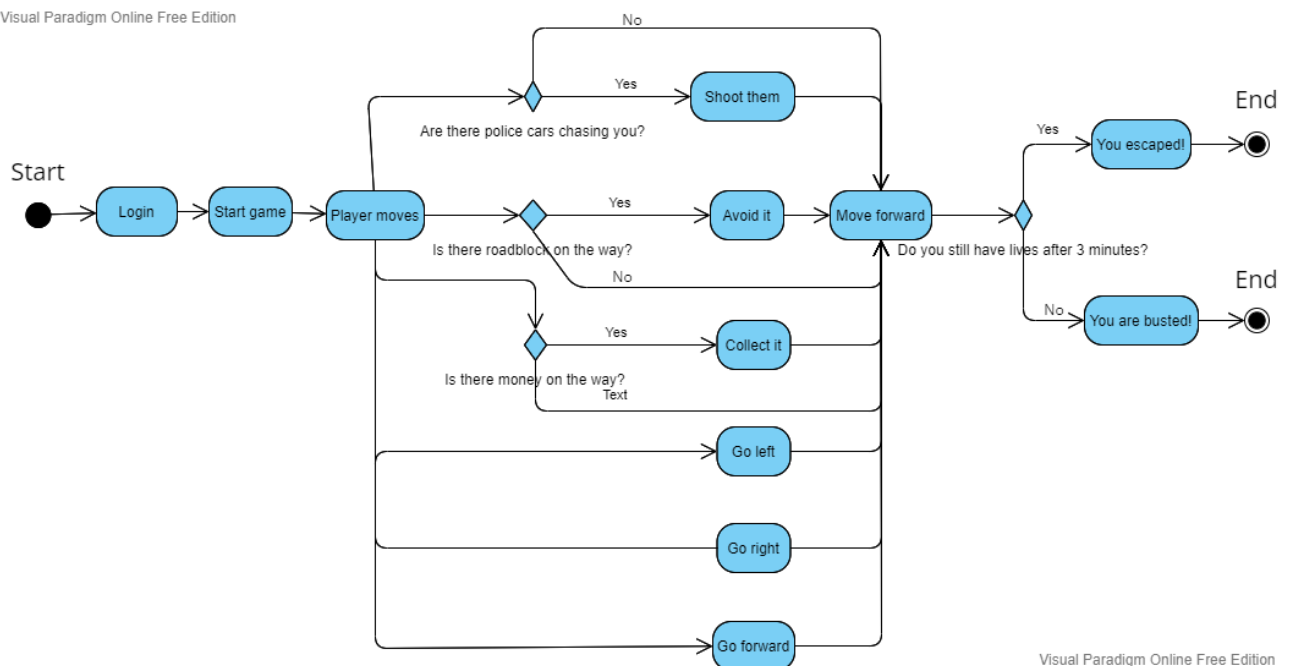 Visual Paradigm Online Free Edition
No
Yes
Shoot them
Are there police cars chasing you?
End
Yes
You escaped!
Start
Login
Start game
Player moves
Yes
Avoid it
Move forward
Is there roadblock on the way?
Do you still have lives after 3 minutes?
No
End
No
You are busted!
Yes
Collect it
Is there money on the way?
Text
Go left
Go right
Go forward
Visual Paradigm Online Free Edition